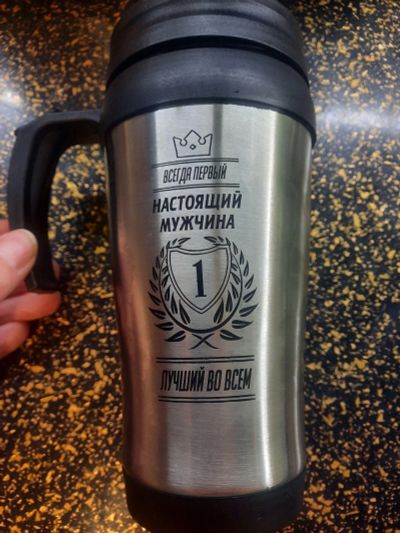 ВСЕГДА ПЕРВЫЙ
НАСТОЯЩИЙ
МУЖЧИНА
1
ЛУЧШИЙ ВО ВСЕМ